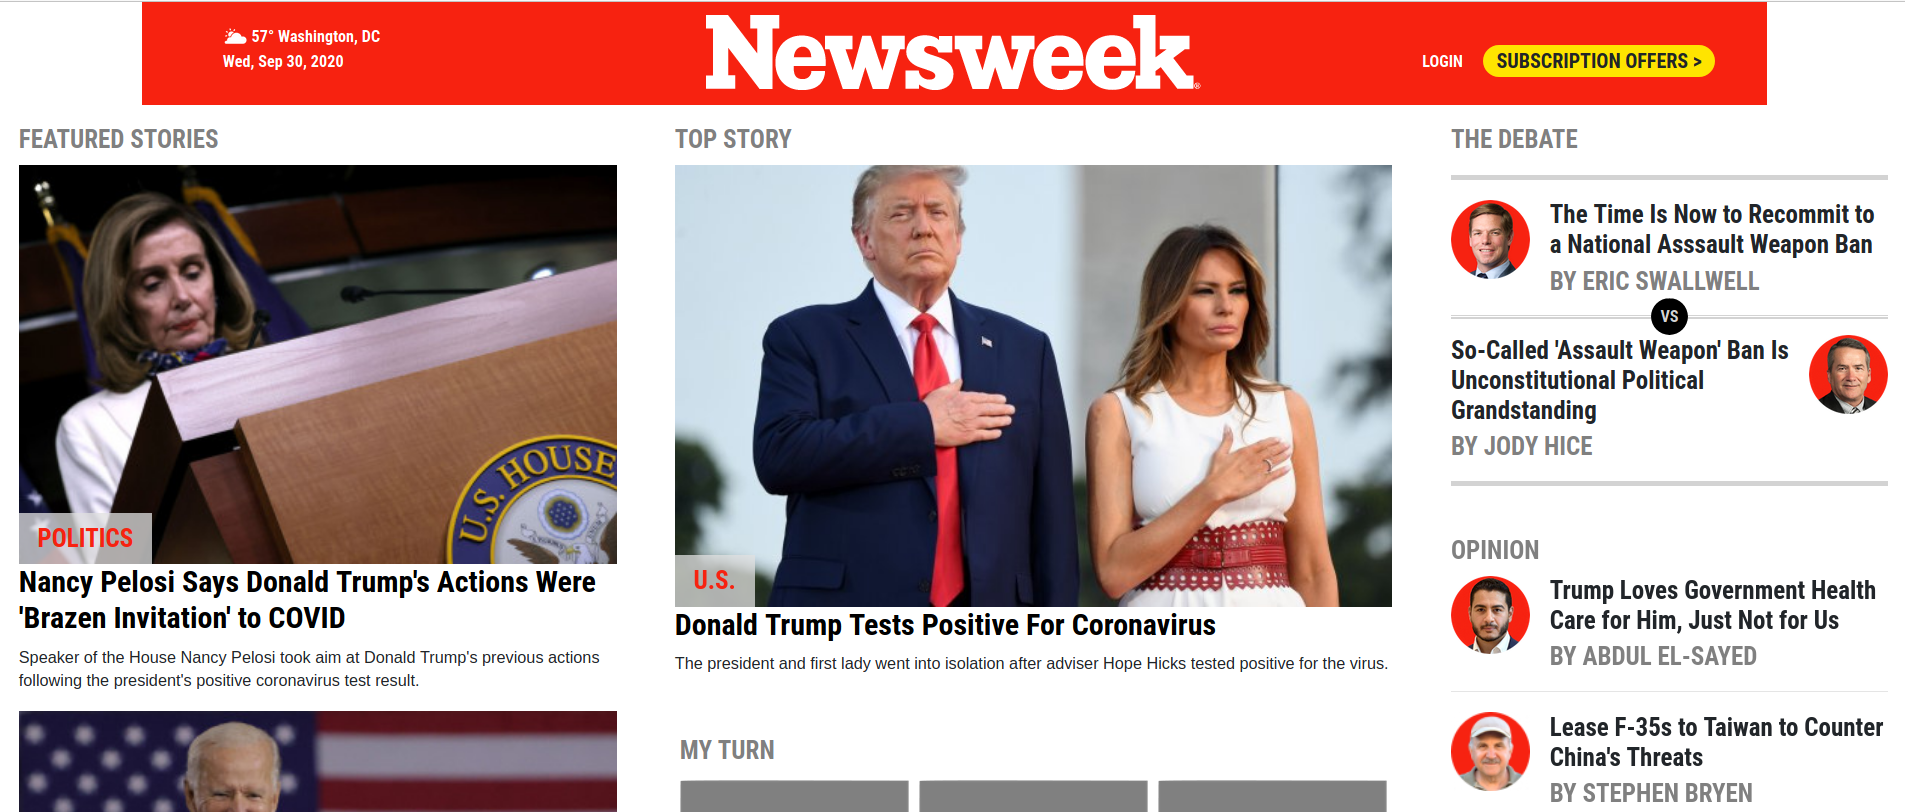 57° Washington, DC
Wed, Sep 30, 2020
Newsweek
LOGIN
SUBSCRIPTION OFFERS >
FEATURED STORIES
U.S. HOUSE
POLITICS
Nancy Pelosi Says Donald Trump's Actions Were
'Brazen Invitation' to COVID
Speaker of the House Nancy Pelosi took aim at Donald Trump's previous actions
following the president's positive coronavirus test result.
TOP STORY
U.S.
Donald Trump Tests Positive For Coronavirus
The president and first lady went into isolation after adviser Hope Hicks tested positive for the virus.
MY TURN
THE DEBATE
The Time Is Now to Recommit to
a National Asssault Weapon Ban
BY ERIC SWALLWELL
VS
So-Called 'Assault Weapon' Ban Is
Unconstitutional Political
Grandstanding
BY JODY HICE
OPINION
Trump Loves Government Health
Care for Him, Just Not for Us
BY ABDUL EL-SAYED
Lease F-35s to Taiwan to Counter
China's Threats
BY STEPHEN BRYEN